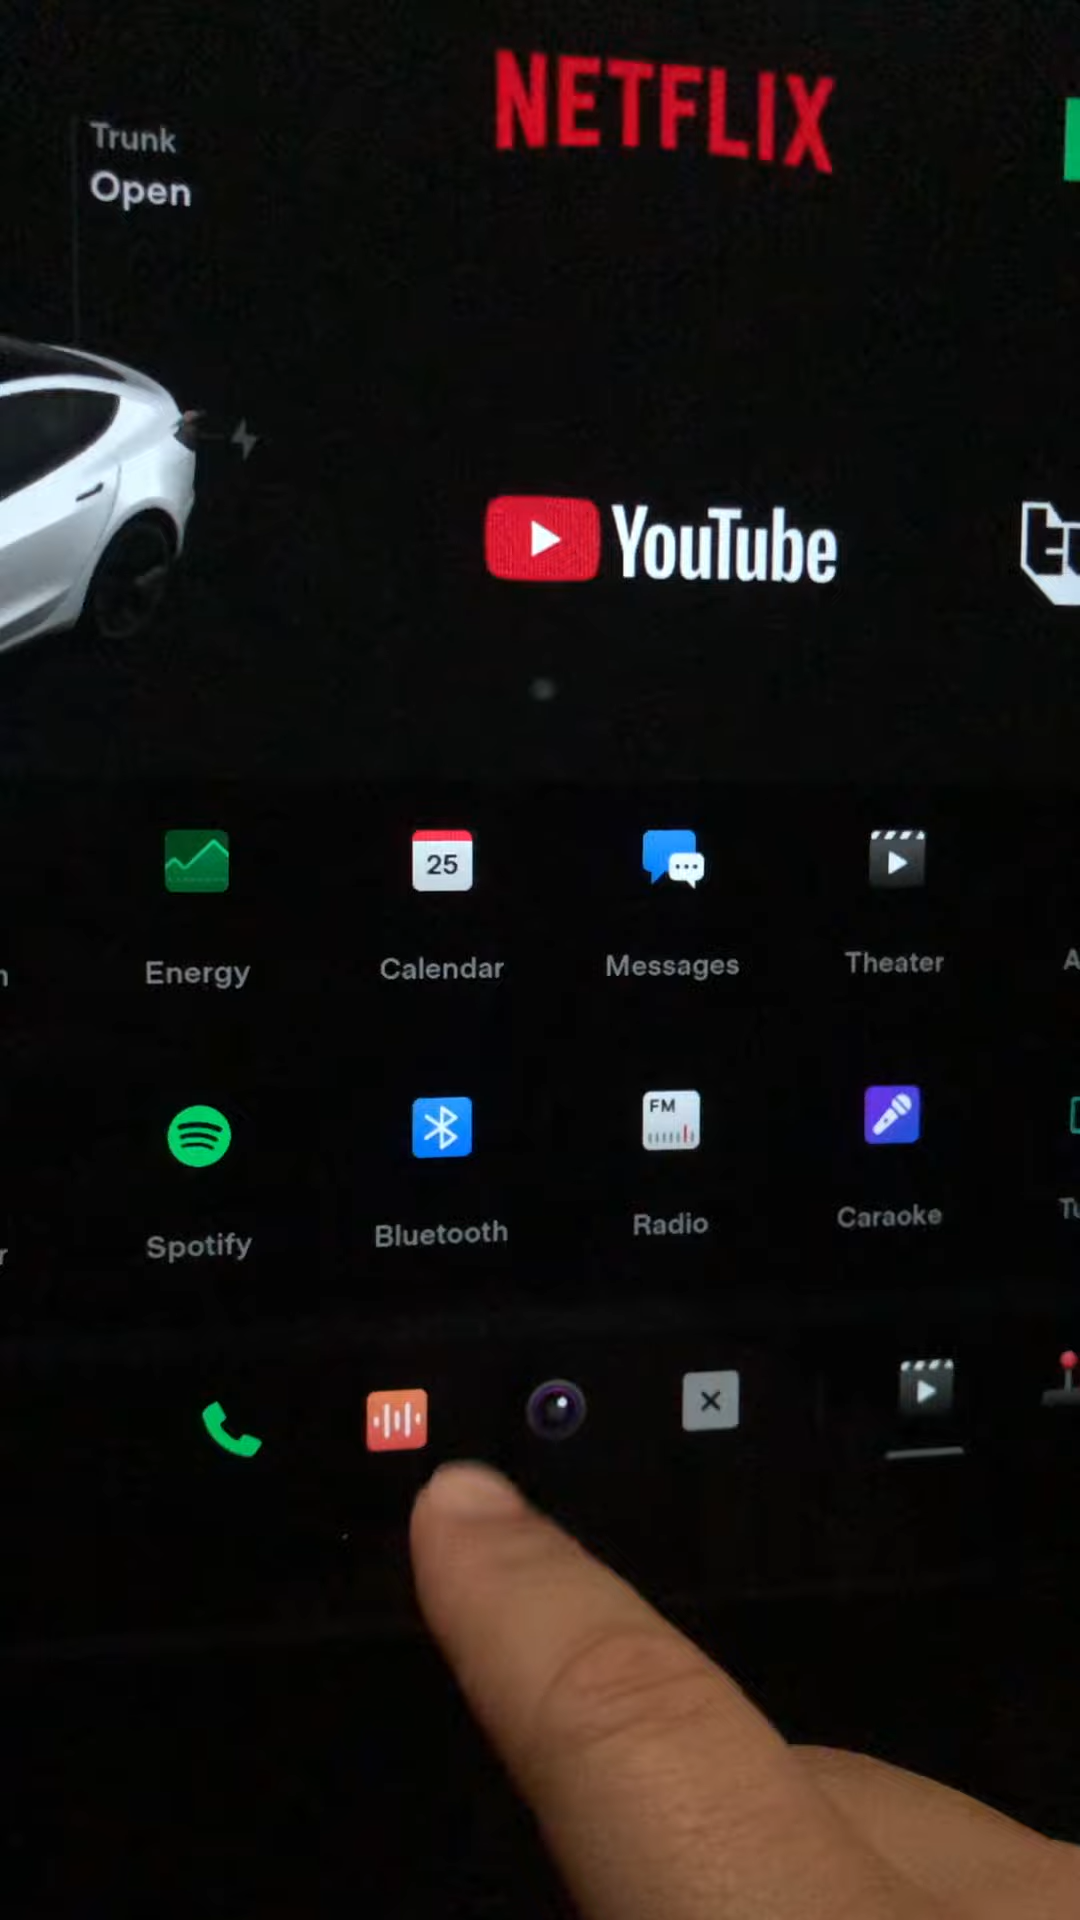 NETFLIX
Trunk
Open
YouTube
25
Energy
Calendar
Messages
Theater
FM
Spotify
Bluetooth
Radio
Caraoke